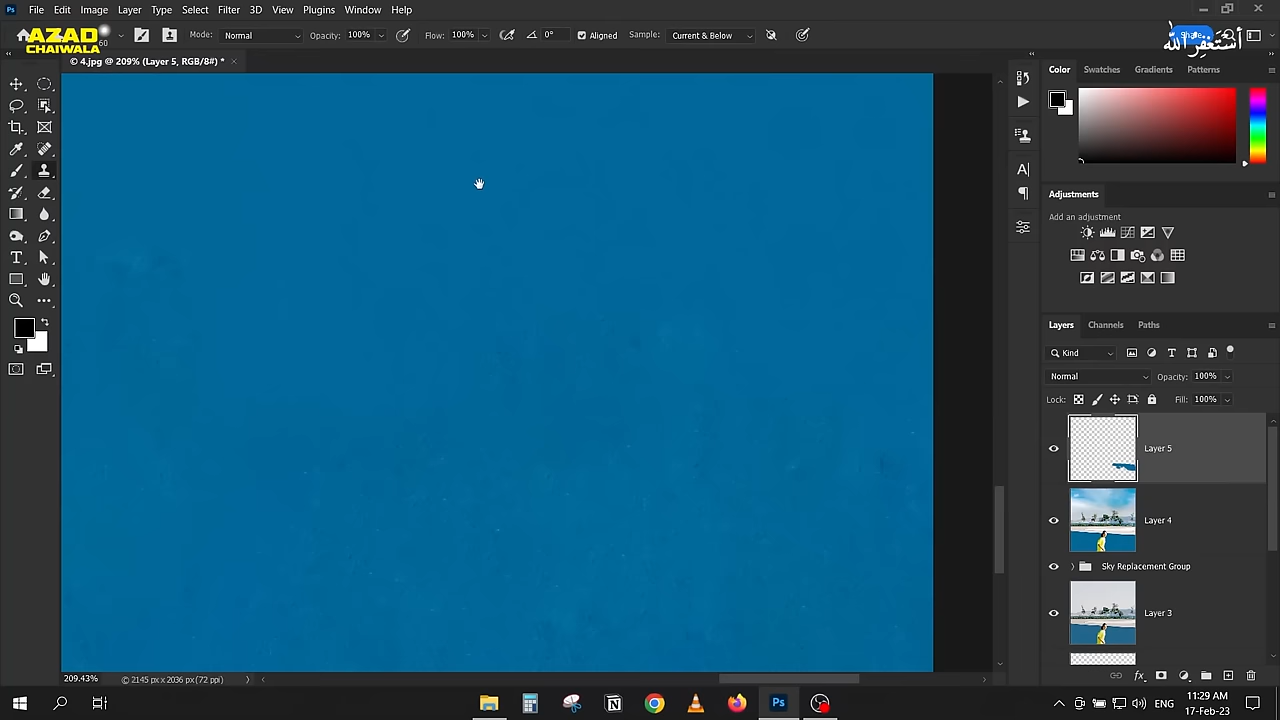 File Edit Image Layer Type Select Filter 3D View Plugins Window Help
AZAD
CHAIWALA
أستغفر الله
60
Mode: Normal Opacity: 100% Flow: 100% 0° Aligned Sample: Current & Below
© 4.jpg @ 209% (Layer 5, RGB/8#) *
Color Swatches Gradients Patterns
Adjustments
Add an adjustment
Layers Channels Paths
Kind
Normal Opacity: 100%
Lock: Fill: 100%
Layer 5
Layer 4
Sky Replacement Group
Layer 3
209.43% © 2145 px x 2036 px (72 ppi)
ENG
11:29 AM
17-Feb-23